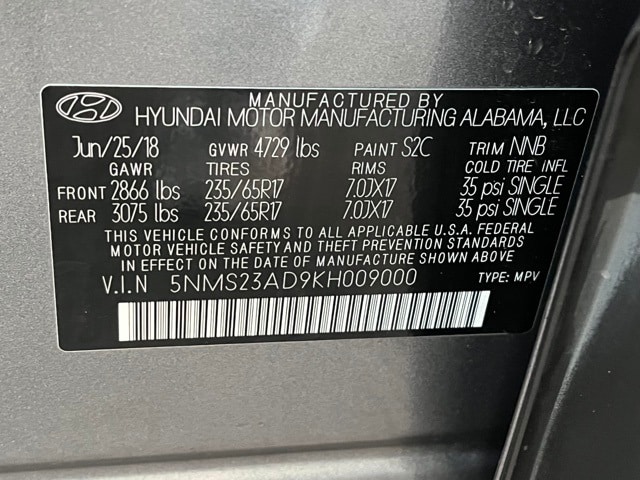 MANUFACTURED BY
HYUNDAI MOTOR MANUFACTURING ALABAMA, LLC
Jun/25/18 GVWR 4729 lbs PAINT S2C TRIM NNB
GAWR TIRES RIMS COLD TIRE INFL
FRONT 2866 lbs 235/65R17 7.0JX17 35 psi SINGLE
REAR 3075 lbs 235/65R17 7.0JX17 35 psi SINGLE
THIS VEHICLE CONFORMS TO ALL APPLICABLE U.S.A. FEDERAL
MOTOR VEHICLE SAFETY AND THEFT PREVENTION STANDARDS
IN EFFECT ON THE DATE OF MANUFACTURE SHOWN ABOVE
V.I.N 5NMS23AD9KH009000 TYPE: MPV